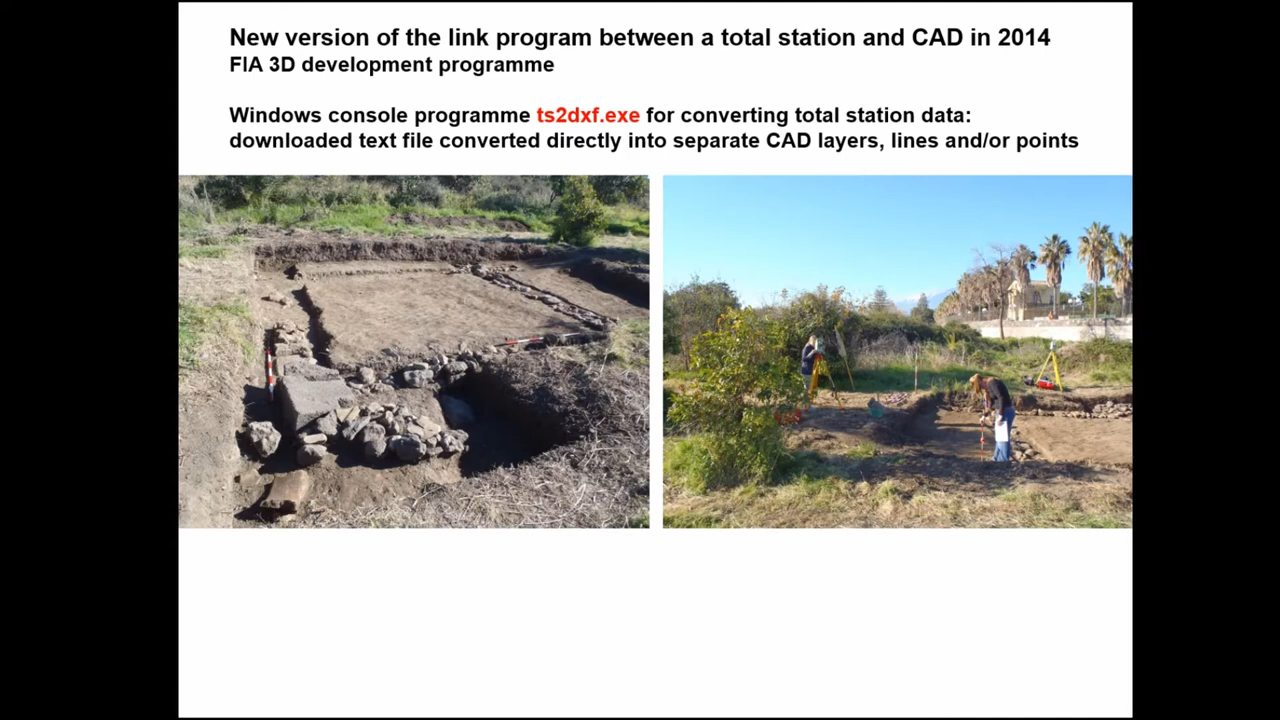 New version of the link program between a total station and CAD in 2014
FIA 3D development programme
Windows console programme ts2dxf.exe for converting total station data:
downloaded text file converted directly into separate CAD layers, lines and/or points